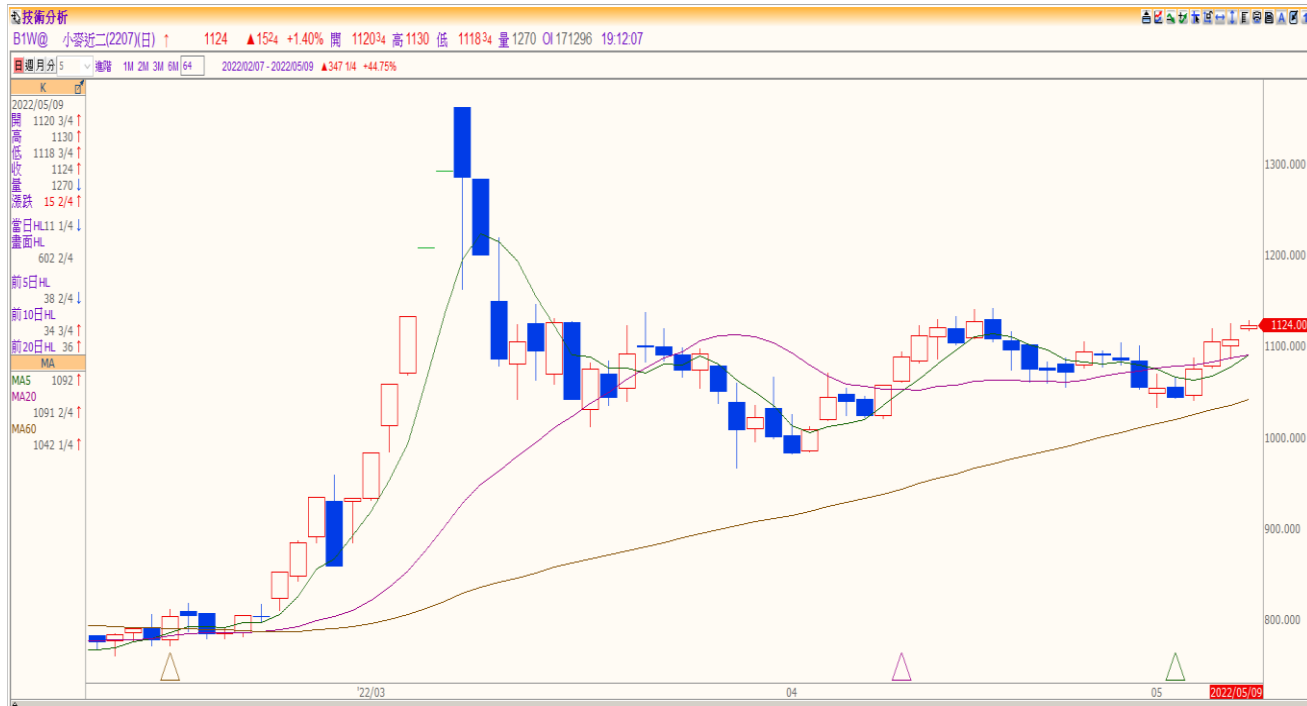 技術分析
B1W@ 小麥近二(2207)(日) ↑ 1124 ▲15 2/4 +1.40% 開 1120 3/4 高 1130 低 1118 3/4 量 1270 OI 171296 19:12:07
日 週 月 分 5 進階 1M 2M 3M 6M 64 2022/02/07 - 2022/05/09 ▲347 1/4 +44.75%
K
2022/05/09
開 1120 3/4 ↑
高 1130 ↑
低 1118 3/4 ↑
收 1124 ↑
量 1270 ↓
漲跌 15 2/4 ↑
當日HL 11 1/4 ↓
畫面HL
602 2/4
前5日HL
38 2/4 ↓
前10日HL
34 3/4 ↑
前20日HL 36 ↑
MA
MA5 1092 ↑
MA20
1091 2/4 ↑
MA60
1042 1/4 ↑
1300.000
1200.000
1124.00
1100.000
1000.000
900.000
800.000
'22/03 04 05 2022/05/09